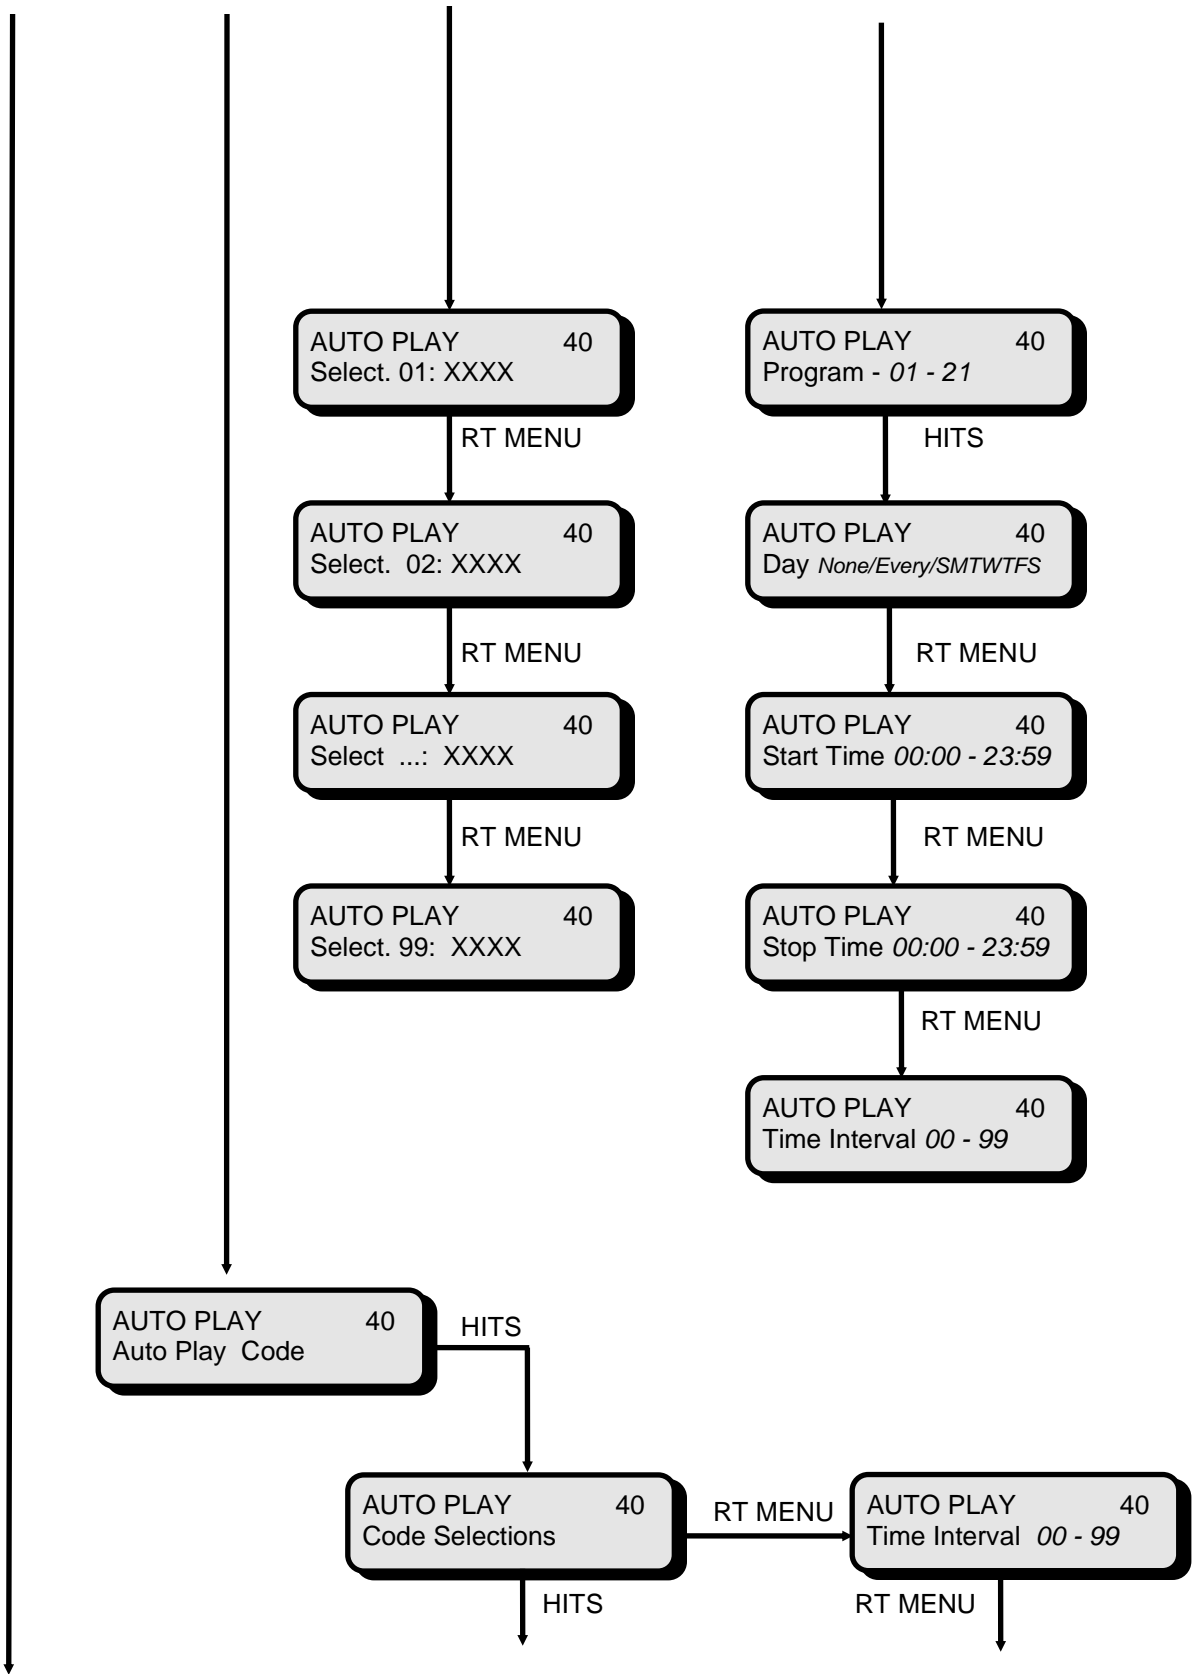 AUTO PLAY 40
Select. 01: XXXX
RT MENU
AUTO PLAY 40
Select. 02: XXXX
RT MENU
AUTO PLAY 40
Select ...: XXXX
RT MENU
AUTO PLAY 40
Select. 99: XXXX
AUTO PLAY 40
Program - 01 - 21
HITS
AUTO PLAY 40
Day None/Every/SMTWTFS
RT MENU
AUTO PLAY 40
Start Time 00:00 - 23:59
RT MENU
AUTO PLAY 40
Stop Time 00:00 - 23:59
RT MENU
AUTO PLAY 40
Time Interval 00 - 99
AUTO PLAY 40
Auto Play Code
HITS
AUTO PLAY 40
Code Selections
RT MENU
AUTO PLAY 40
Time Interval 00 - 99
HITS
RT MENU